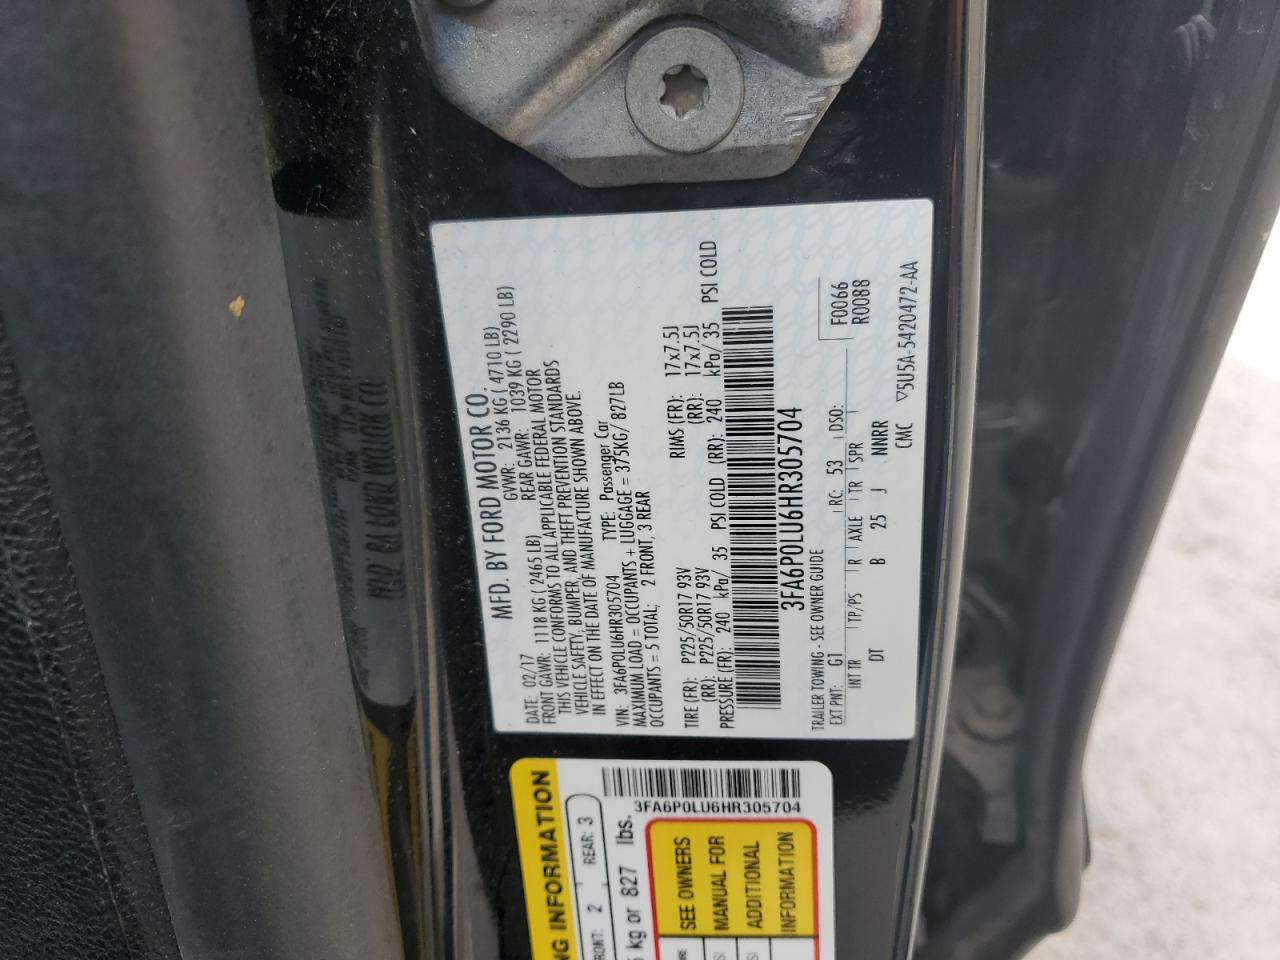 MFD. BY FORD MOTOR CO.
DATE: 02/17 GVWR: 2136 KG ( 4710 LB)
FRONT GAWR: 1118 KG ( 2465 LB) REAR GAWR: 1039 KG ( 2290 LB)
THIS VEHICLE CONFORMS TO ALL APPLICABLE FEDERAL MOTOR
VEHICLE SAFETY, BUMPER, AND THEFT PREVENTION STANDARDS
IN EFFECT ON THE DATE OF MANUFACTURE SHOWN ABOVE.
VIN: 3FA6P0LU6HR305704 TYPE: Passenger Car
MAXIMUM LOAD = OCCUPANTS + LUGGAGE = 375KG/ 827LB
OCCUPANTS = 5 TOTAL; 2 FRONT, 3 REAR
TIRE (FR): P225/50R17 93V RIMS (FR): 17x7.5J
(RR): P225/50R17 93V (RR): 17x7.5J
PRESSURE (FR): 240 kPa/ 35 PSI COLD (RR): 240 kPa/ 35 PSI COLD
3FA6P0LU6HR305704
TRAILER TOWING - SEE OWNER GUIDE
F0066
R0088
EXT PNT: G1 RC: 53 DSO:
INT TR TP/PS R AXLE TR SPR
DT B 25 J NNRR
CMC ▽5U5A-5420472-AA
3FA6P0LU6HR305704
NG INFORMATION
FRONT: 2 REAR: 3
kg or 827 lbs.
SEE OWNERS
MANUAL FOR
ADDITIONAL
INFORMATION